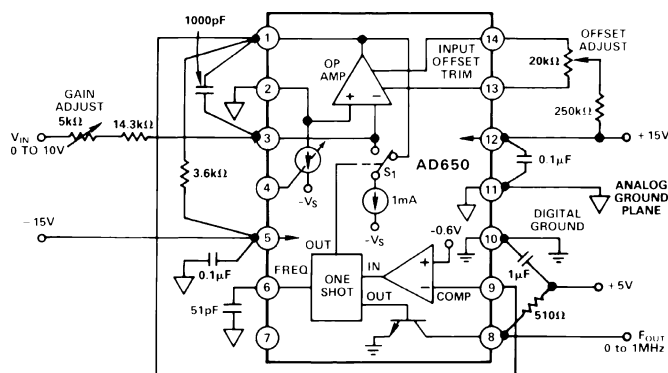 1000pF
1
14
OFFSET
ADJUST
INPUT
OFFSET
TRIM
OP
AMP
20kΩ
GAIN
ADJUST
5kΩ
2
13
+
−
250kΩ
VIN
0 TO 10V
14.3kΩ
3
12
+15V
S1
AD650
0.1μF
3.6kΩ
4
−VS
1mA
11
ANALOG
GROUND
PLANE
−15V
5
−VS
−0.6V
10
DIGITAL
GROUND
0.1μF
OUT
1μF
6
FREQ
ONE
SHOT
IN
+
−
COMP
9
+5V
51pF
OUT
510Ω
7
8
FOUT
0 to 1MHz